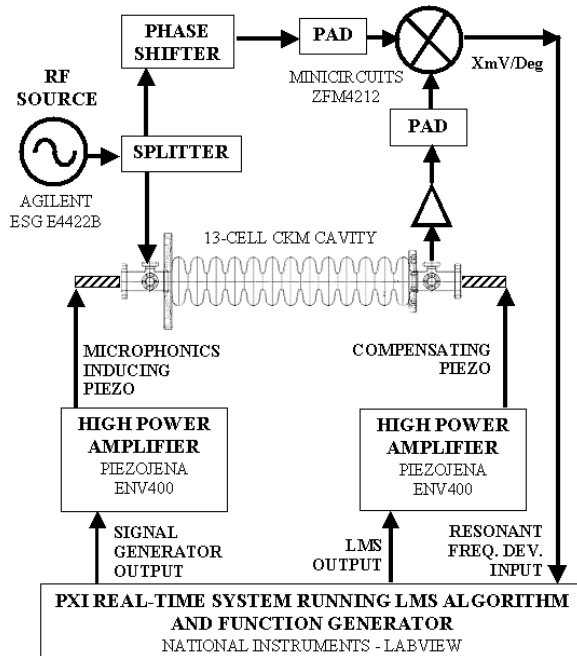 PHASE
SHIFTER
PAD
XmV/Deg
MINICIRCUITS
ZFM4212
RF
SOURCE
PAD
SPLITTER
AGILENT
ESG E4422B
13-CELL CKM CAVITY
MICROPHONICS
INDUCING
PIEZO
COMPENSATING
PIEZO
HIGH POWER
AMPLIFIER
PIEZOJENA
ENV400
HIGH POWER
AMPLIFIER
PIEZOJENA
ENV400
SIGNAL
GENERATOR
OUTPUT
LMS
OUTPUT
RESONANT
FREQ. DEV.
INPUT
PXI REAL-TIME SYSTEM RUNNING LMS ALGORITHM
AND FUNCTION GENERATOR
NATIONAL INSTRUMENTS - LABVIEW